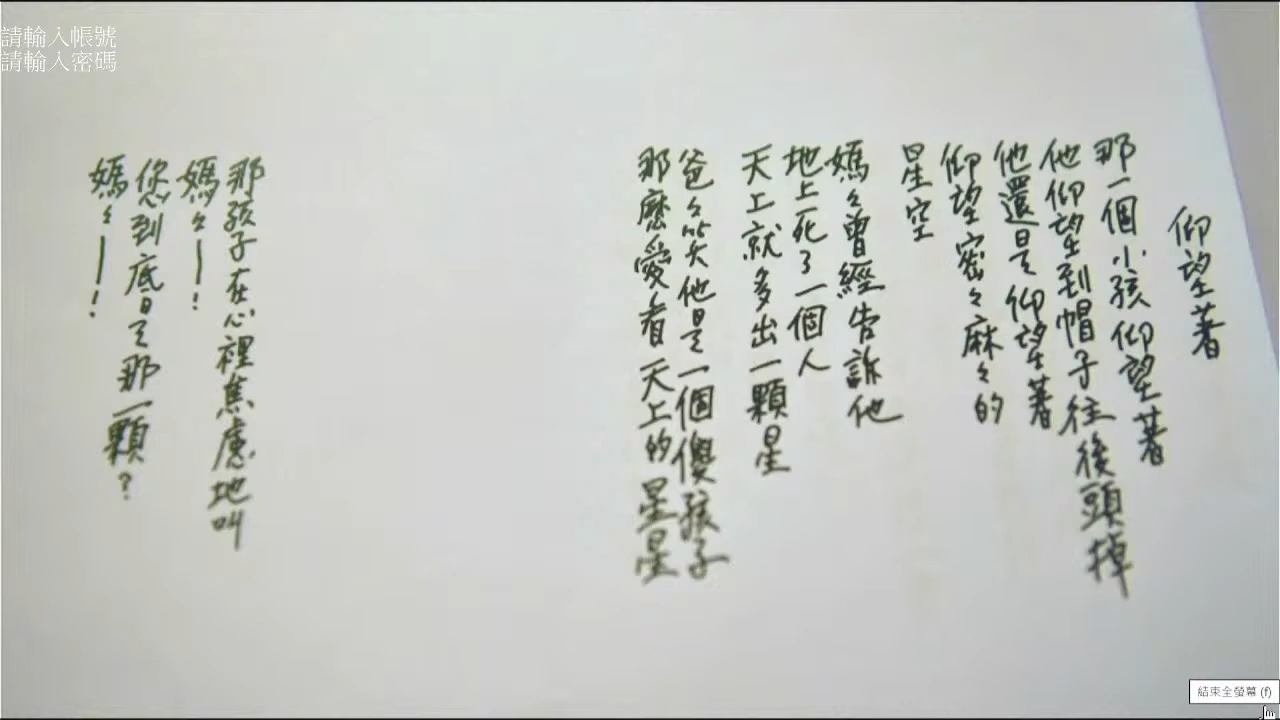 請輸入帳號
請輸入密碼
仰望著
那一個小孩仰望著
他仰望到帽子往後頭掉
他還是仰望著
仰望密々麻々的
星空
媽々曾經告訴他
地上死了一個人
天上就多出一顆星
爸々笑他是一個傻孩子
那麼愛看天上的星星
那孩子在心裡焦慮地叫
媽々—!
您到底是那一顆?
媽々—!
結束全螢幕 (f)